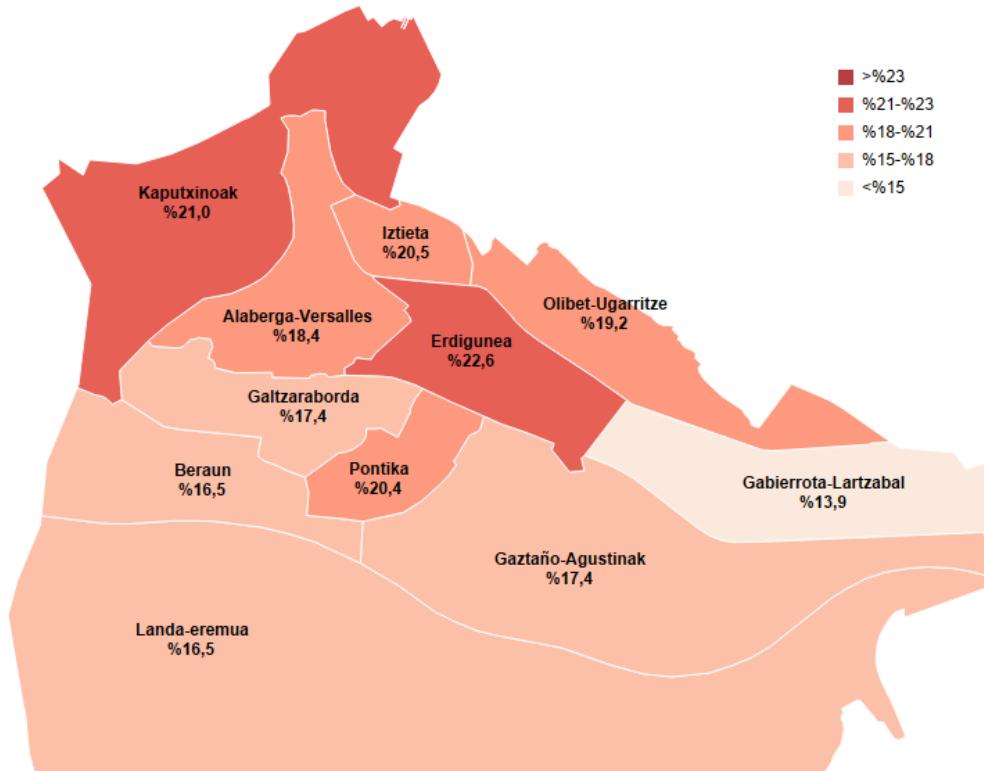 >%23
%21-%23
%18-%21
%15-%18
<%15
Kaputxinoak
%21,0
Iztieta
%20,5
Olibet-Ugarritze
%19,2
Alaberga-Versalles
%18,4
Erdigunea
%22,6
Galtzaraborda
%17,4
Beraun
%16,5
Pontika
%20,4
Gabierrota-Lartzabal
%13,9
Gaztaño-Agustinak
%17,4
Landa-eremua
%16,5